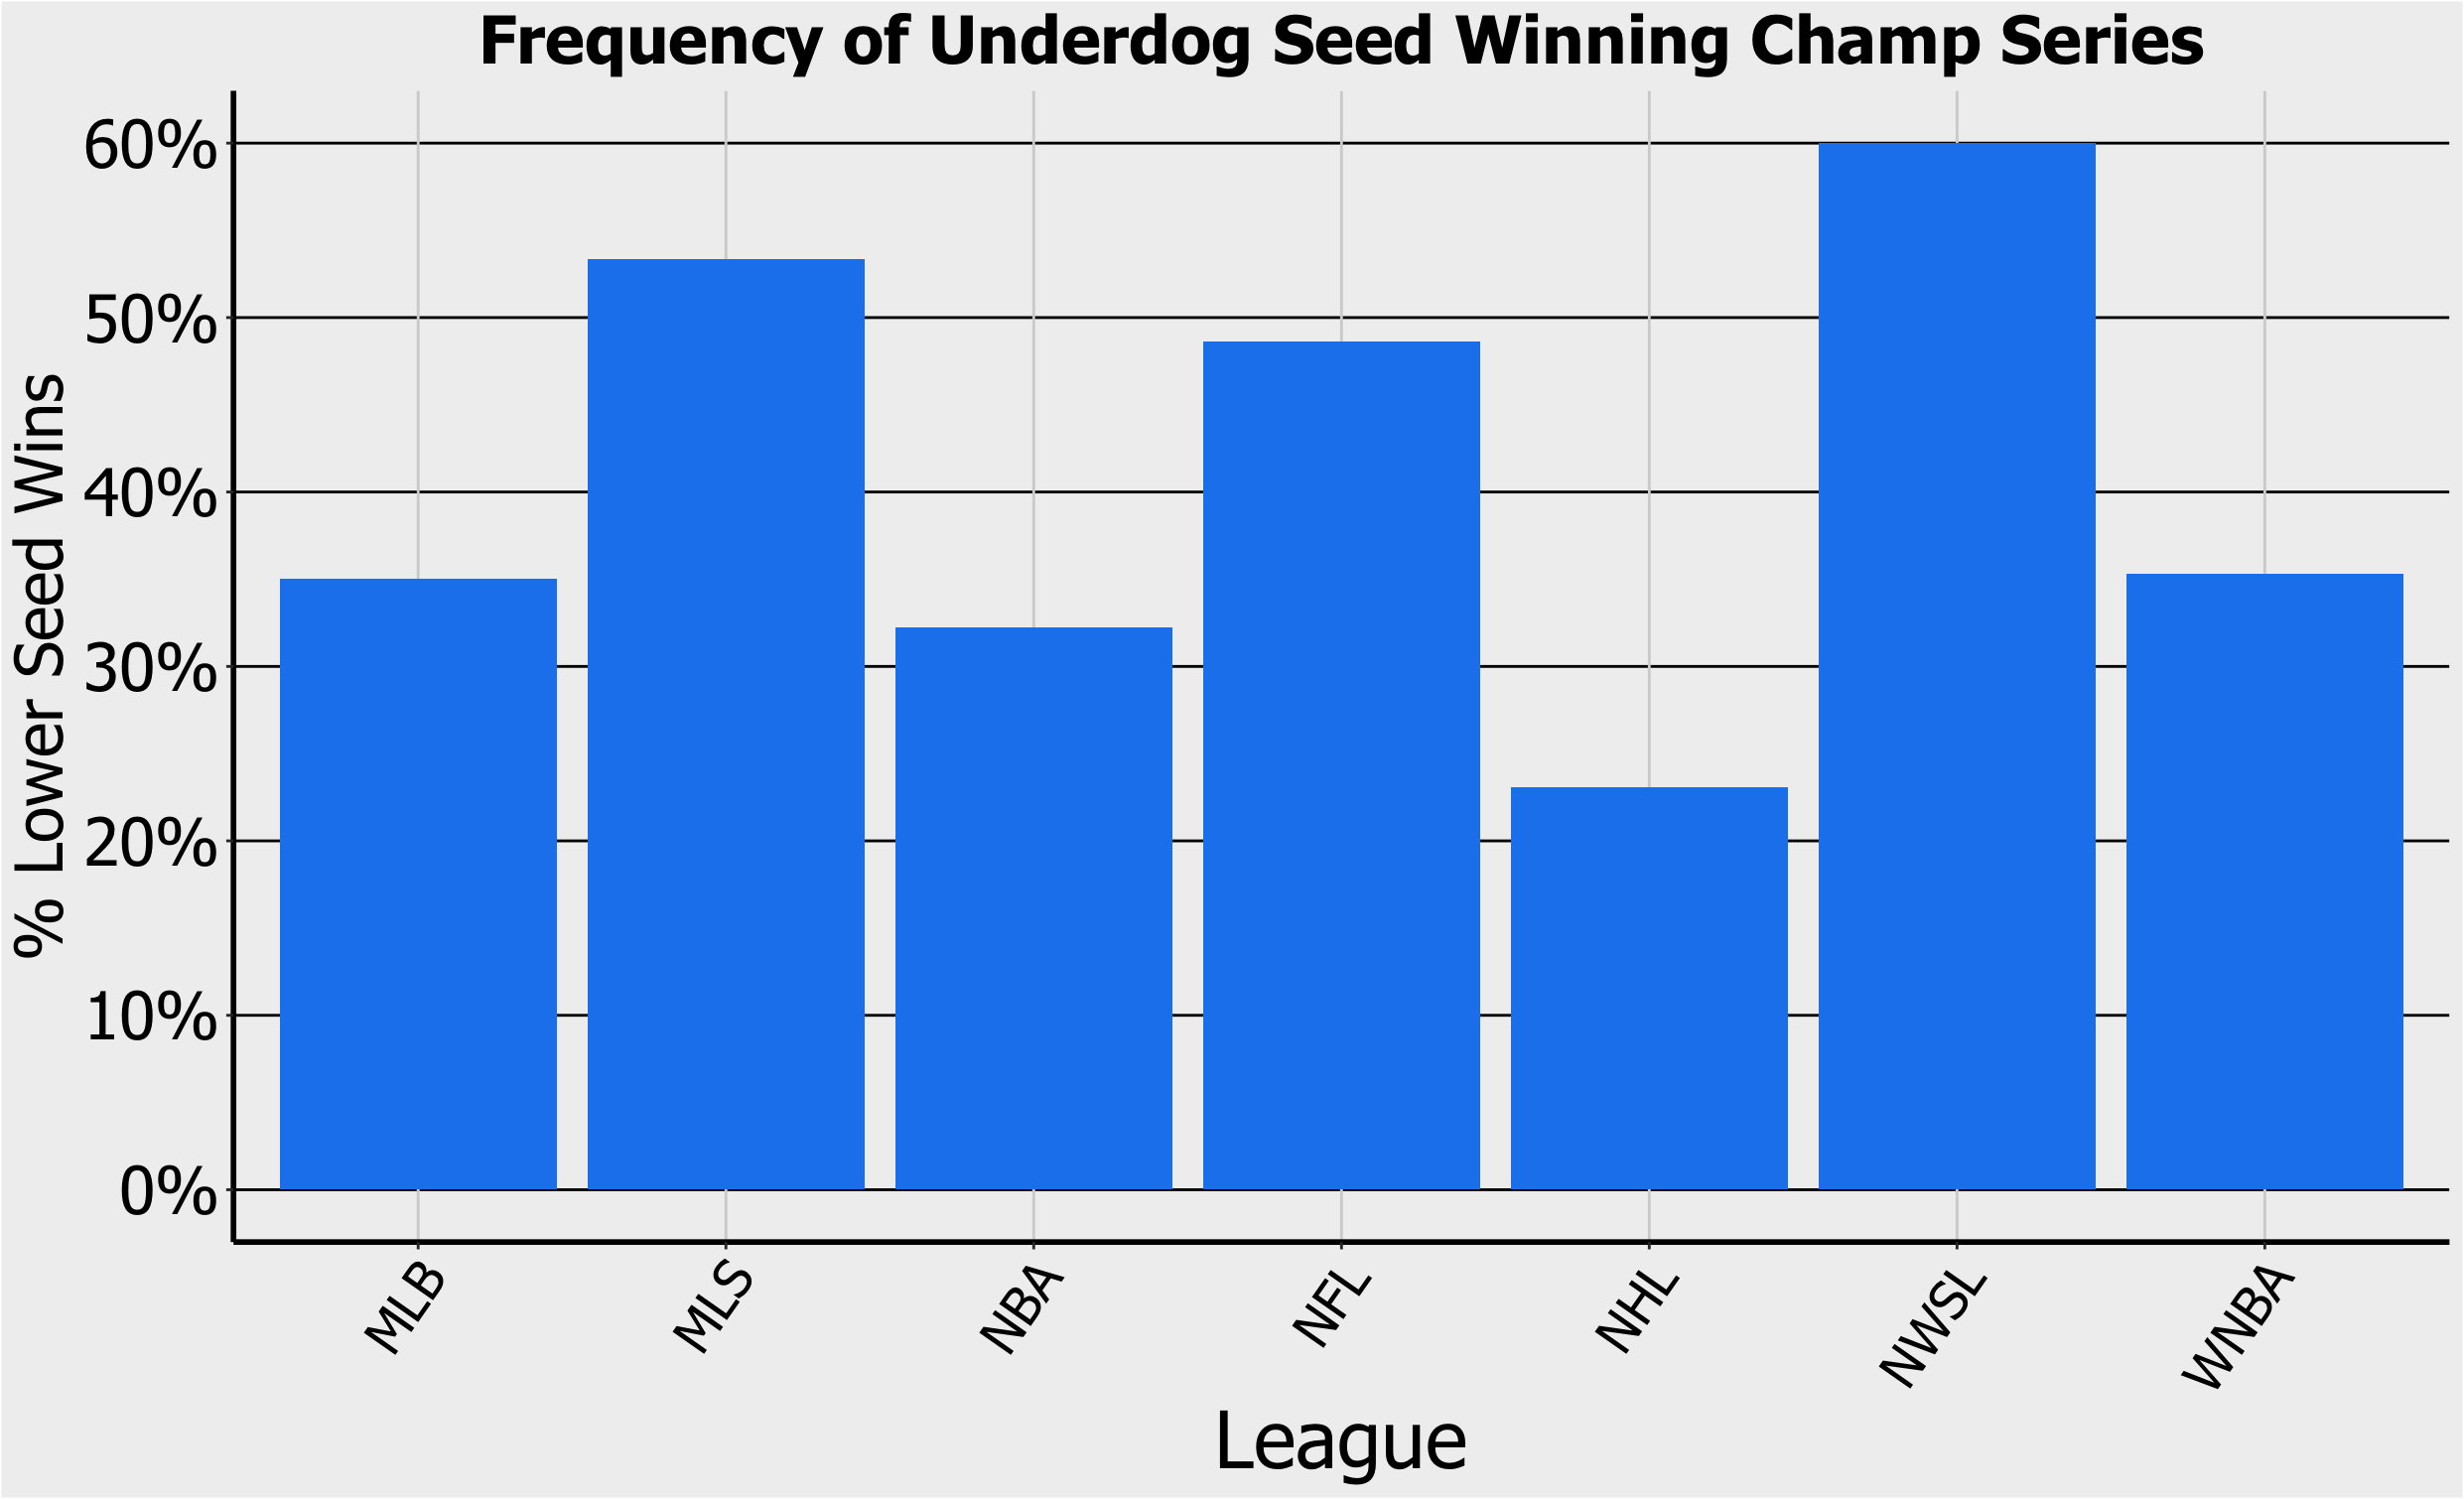 Frequency of Underdog Seed Winning Champ Series
% Lower Seed Wins
60%
50%
40%
30%
20%
10%
0%
MLB
MLS
NBA
NFL
NHL
NWSL
WNBA
League